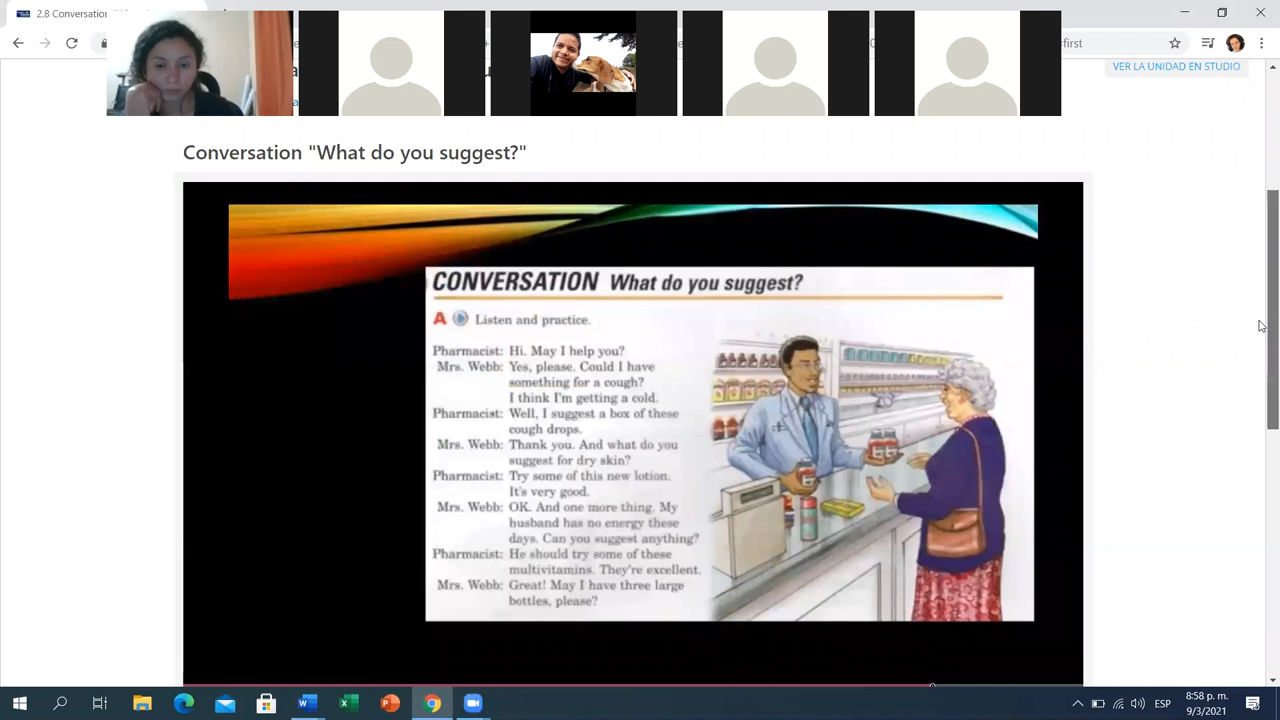 2.8 Conversation
=first
VER LA UNIDAD EN STUDIO
Conversation "What do you suggest?"
CONVERSATION What do you suggest?
A Listen and practice.
Pharmacist: Hi. May I help you?
Mrs. Webb: Yes, please. Could I have
something for a cough?
I think I'm getting a cold.
Pharmacist: Well, I suggest a box of these
cough drops.
Mrs. Webb: Thank you. And what do you
suggest for dry skin?
Pharmacist: Try some of this new lotion.
It's very good.
Mrs. Webb: OK. And one more thing. My
husband has no energy these
days. Can you suggest anything?
Pharmacist: He should try some of these
multivitamins. They're excellent.
Mrs. Webb: Great! May I have three large
bottles, please?
ESP
8:58 p. m.
9/3/2021